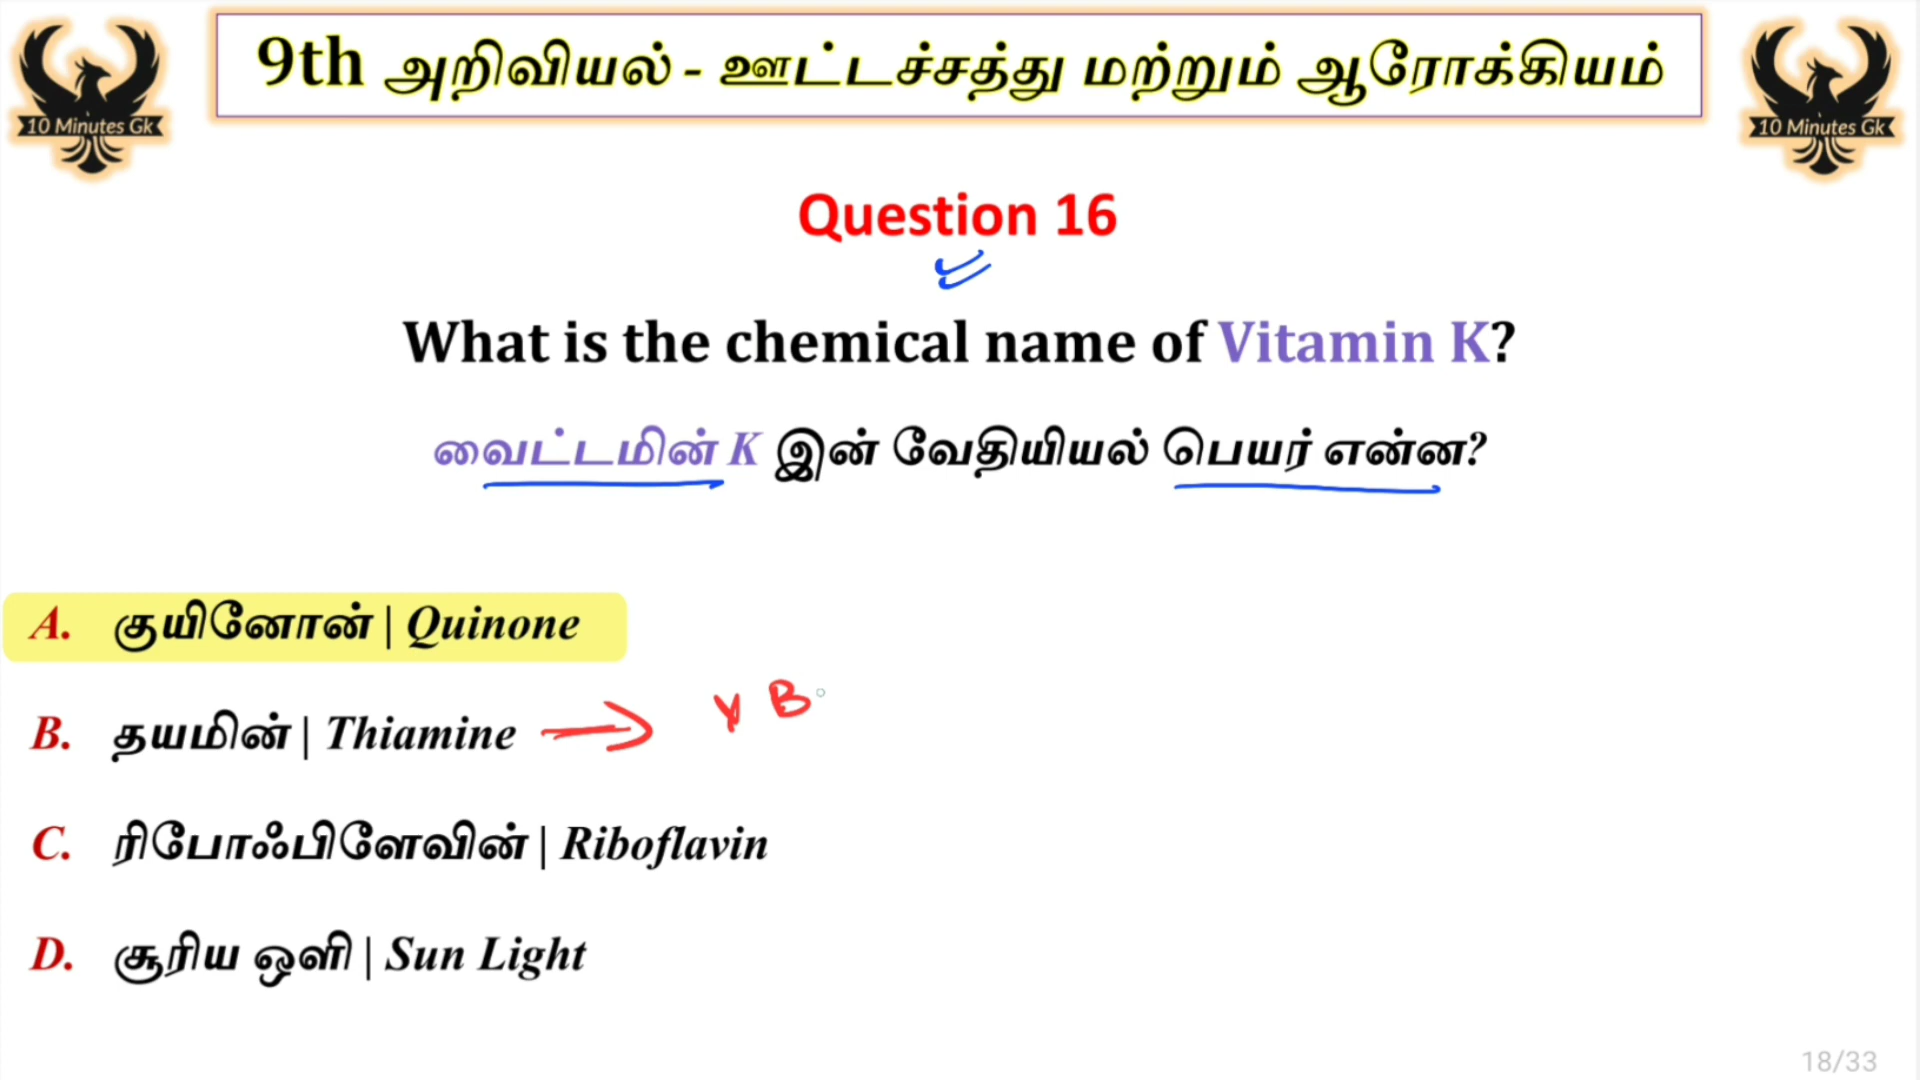 9th அறிவியல் - ஊட்டச்சத்து மற்றும் ஆரோக்கியம்
10 Minutes Gk
10 Minutes Gk
Question 16
What is the chemical name of Vitamin K?
வைட்டமின் K இன் வேதியியல் பெயர் என்ன?
A. குயினோன் | Quinone
B. தயமின் | Thiamine
B
C. ரிபோஃபிளேவின் | Riboflavin
D. சூரிய ஒளி | Sun Light
18/33